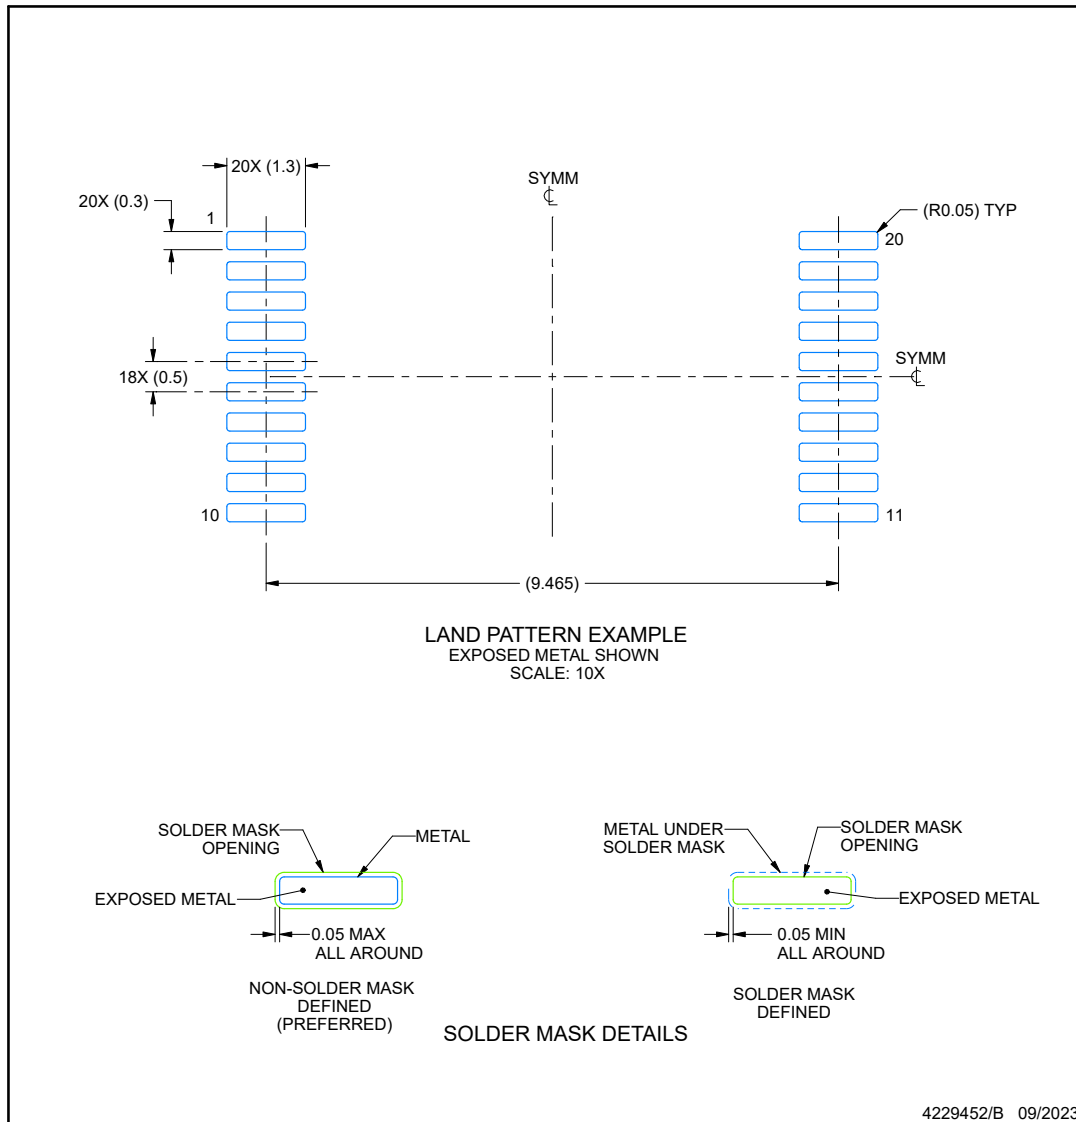 20X (1.3)
SYMM
20X (0.3)
1
(R0.05) TYP
20
SYMM
18X (0.5)
10
11
(9.465)
LAND PATTERN EXAMPLE
EXPOSED METAL SHOWN
SCALE: 10X
SOLDER MASK
OPENING
METAL
EXPOSED METAL
0.05 MAX
ALL AROUND
NON-SOLDER MASK
DEFINED
(PREFERRED)
METAL UNDER
SOLDER MASK
SOLDER MASK
OPENING
EXPOSED METAL
0.05 MIN
ALL AROUND
SOLDER MASK
DEFINED
SOLDER MASK DETAILS
4229452/B 09/2023